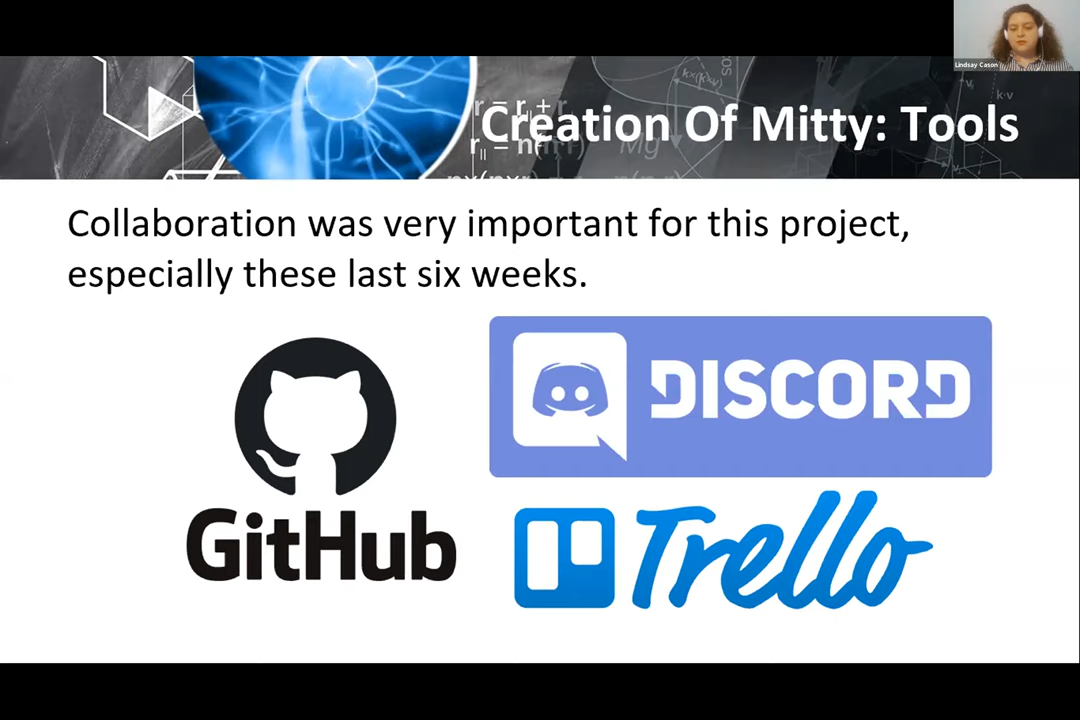 Lindsay Cason
Creation Of Mitty: Tools
Collaboration was very important for this project,
especially these last six weeks.
DISCORD
GitHub
Trello